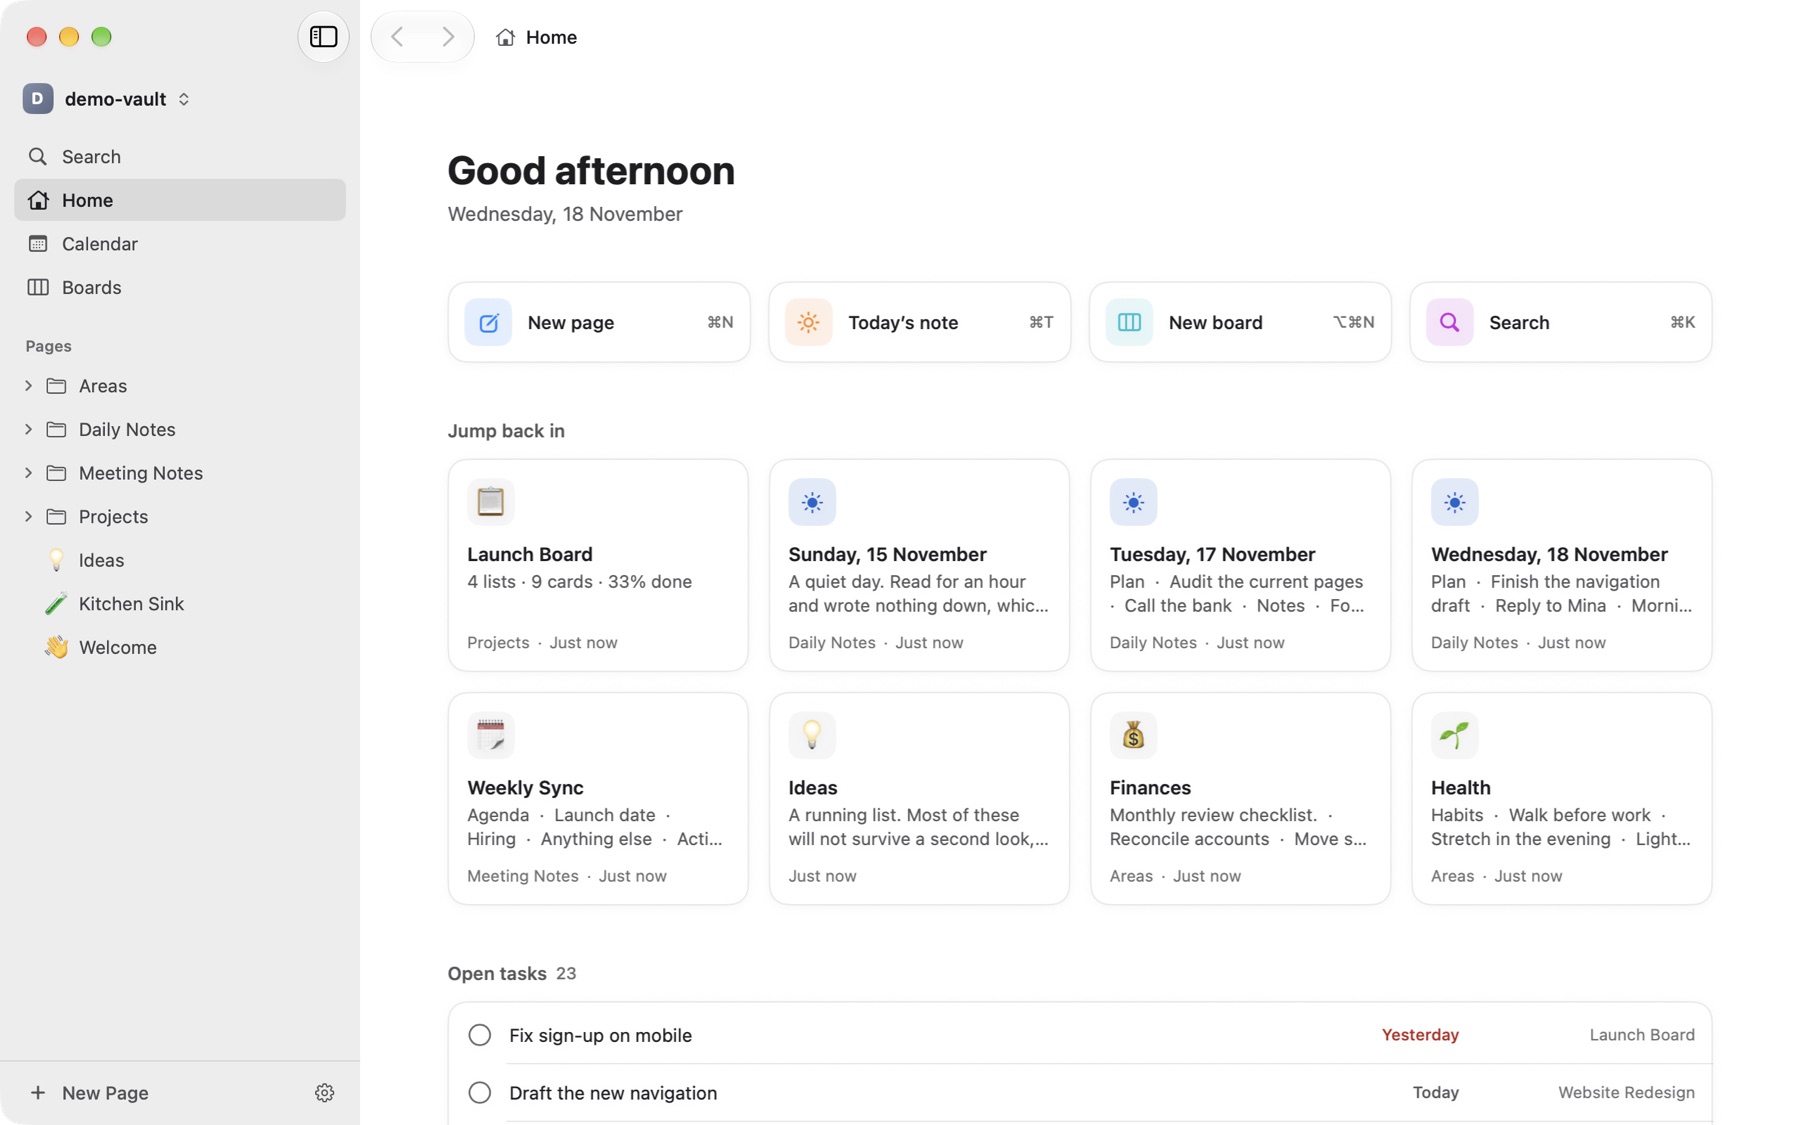 Home
D demo-vault
Search
Home
Calendar
Boards
Pages
Areas
Daily Notes
Meeting Notes
Projects
Ideas
Kitchen Sink
Welcome
New Page
Good afternoon
Wednesday, 18 November
New page ⌘N
Today’s note ⌘T
New board ⌥⌘N
Search ⌘K
Jump back in
Launch Board
4 lists · 9 cards · 33% done
Projects · Just now
Sunday, 15 November
A quiet day. Read for an hour
and wrote nothing down, whic...
Daily Notes · Just now
Tuesday, 17 November
Plan · Audit the current pages
· Call the bank · Notes · Fo...
Daily Notes · Just now
Wednesday, 18 November
Plan · Finish the navigation
draft · Reply to Mina · Morni...
Daily Notes · Just now
Weekly Sync
Agenda · Launch date ·
Hiring · Anything else · Acti...
Meeting Notes · Just now
Ideas
A running list. Most of these
will not survive a second look,...
Just now
Finances
Monthly review checklist. ·
Reconcile accounts · Move s...
Areas · Just now
Health
Habits · Walk before work ·
Stretch in the evening · Light...
Areas · Just now
Open tasks 23
Fix sign-up on mobile Yesterday Launch Board
Draft the new navigation Today Website Redesign